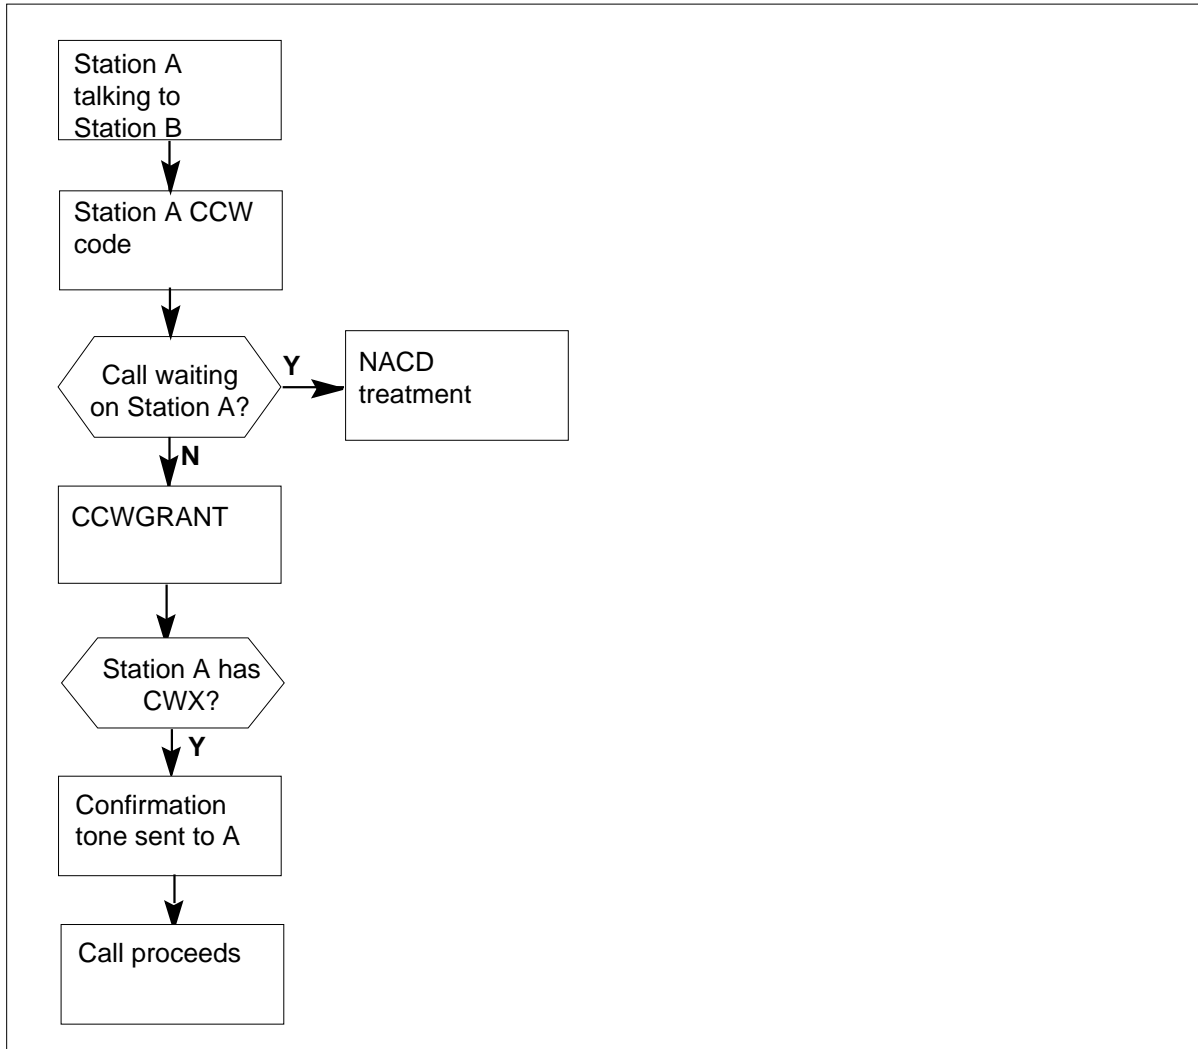 Station A
talking to
Station B
Station A CCW
code
Call waiting
on Station A?
Y
NACD
treatment
N
CCWGRANT
Station A has
CWX?
Y
Confirmation
tone sent to A
Call proceeds